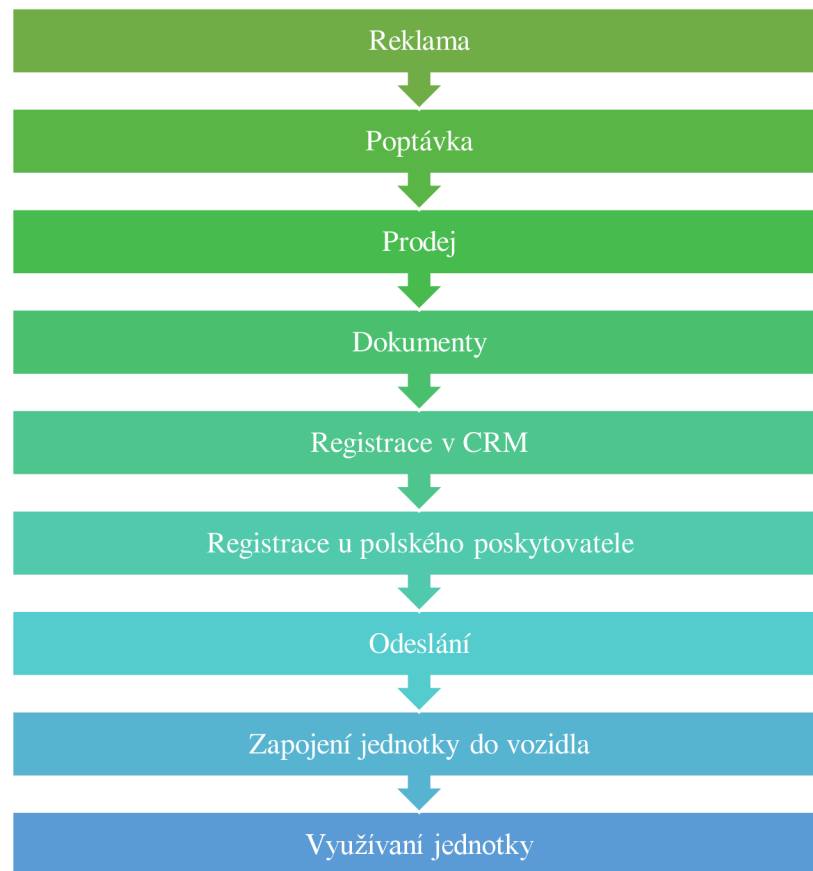 Reklama
Poptávka
Prodej
Dokumenty
Registrace v CRM
Registrace u polského poskytovatele
Odeslání
Zapojení jednotky do vozidla
Využívaní jednotky